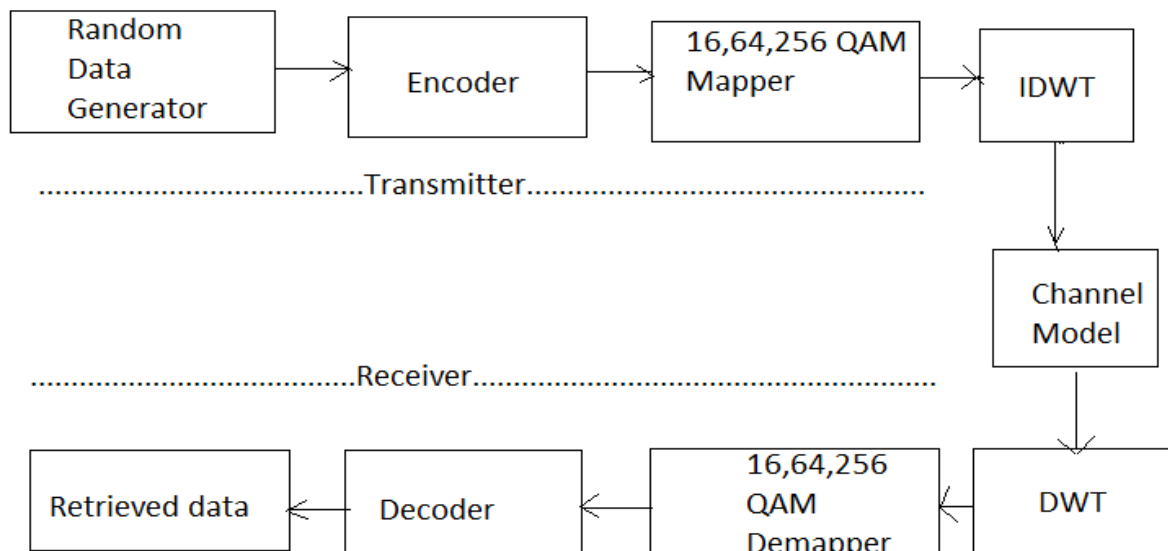 Random
Data
Generator
Encoder
16,64,256 QAM
Mapper
IDWT
.......................................Transmitter................................................
Channel
Model
.......................................Receiver........................................................
Retrieved data
Decoder
16,64,256
QAM
Demapper
DWT